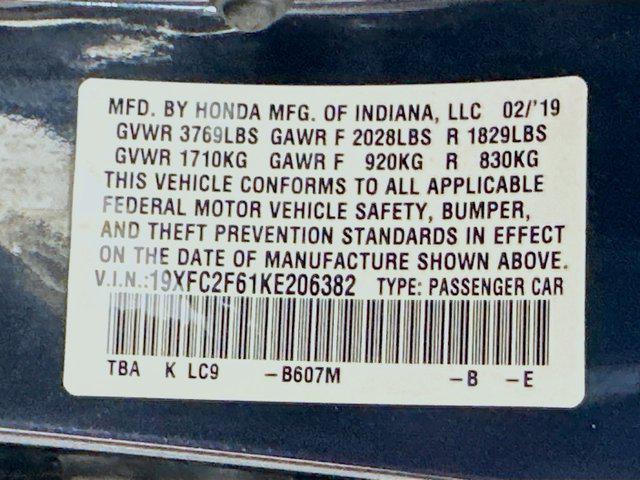 MFD. BY HONDA MFG. OF INDIANA, LLC 02/'19
GVWR 3769LBS GAWR F 2028LBS R 1829LBS
GVWR 1710KG GAWR F 920KG R 830KG
THIS VEHICLE CONFORMS TO ALL APPLICABLE
FEDERAL MOTOR VEHICLE SAFETY, BUMPER,
AND THEFT PREVENTION STANDARDS IN EFFECT
ON THE DATE OF MANUFACTURE SHOWN ABOVE.
V.I.N.:19XFC2F61KE206382 TYPE: PASSENGER CAR
TBA K LC9 -B607M -B -E